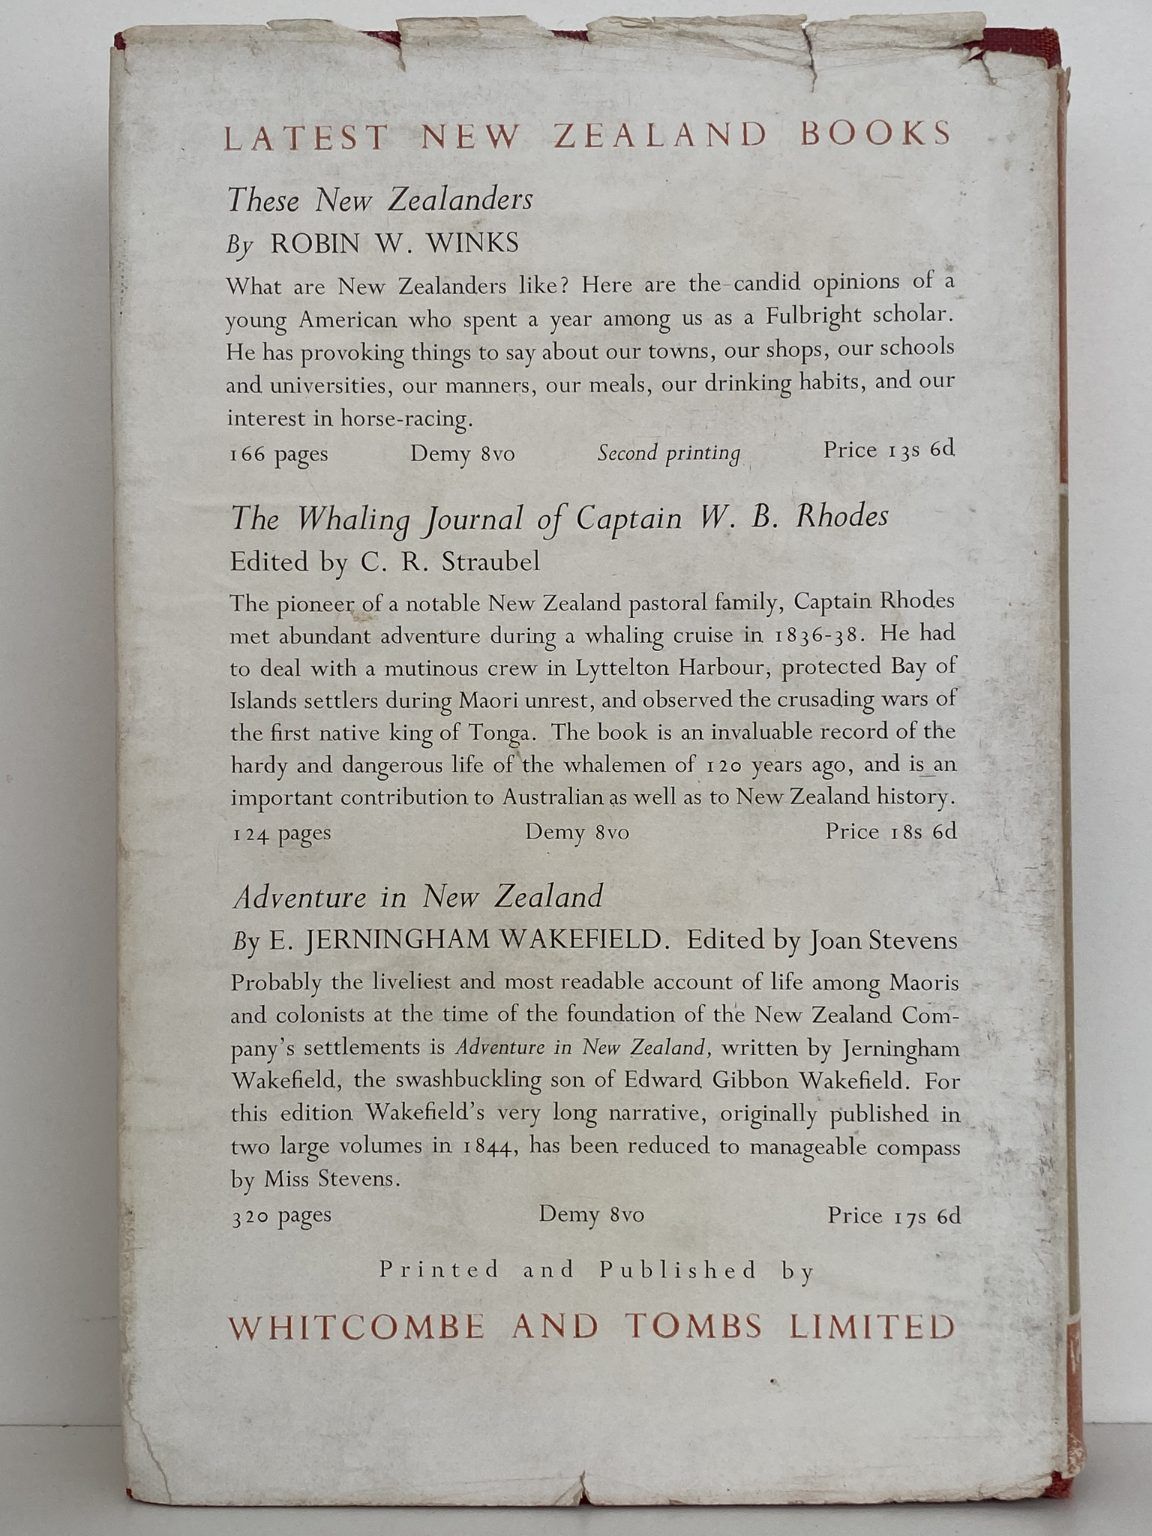 LATEST NEW ZEALAND BOOKS
These New Zealanders
By ROBIN W. WINKS
What are New Zealanders like? Here are the candid opinions of a
young American who spent a year among us as a Fulbright scholar.
He has provoking things to say about our towns, our shops, our schools
and universities, our manners, our meals, our drinking habits, and our
interest in horse-racing.
166 pages Demy 8vo Second printing Price 13s 6d
The Whaling Journal of Captain W. B. Rhodes
Edited by C. R. Straubel
The pioneer of a notable New Zealand pastoral family, Captain Rhodes
met abundant adventure during a whaling cruise in 1836-38. He had
to deal with a mutinous crew in Lyttelton Harbour, protected Bay of
Islands settlers during Maori unrest, and observed the crusading wars of
the first native king of Tonga. The book is an invaluable record of the
hardy and dangerous life of the whalemen of 120 years ago, and is an
important contribution to Australian as well as to New Zealand history.
124 pages Demy 8vo Price 18s 6d
Adventure in New Zealand
By E. JERNINGHAM WAKEFIELD. Edited by Joan Stevens
Probably the liveliest and most readable account of life among Maoris
and colonists at the time of the foundation of the New Zealand Com-
pany's settlements is Adventure in New Zealand, written by Jerningham
Wakefield, the swashbuckling son of Edward Gibbon Wakefield. For
this edition Wakefield's very long narrative, originally published in
two large volumes in 1844, has been reduced to manageable compass
by Miss Stevens.
320 pages Demy 8vo Price 17s 6d
Printed and Published by
WHITCOMBE AND TOMBS LIMITED